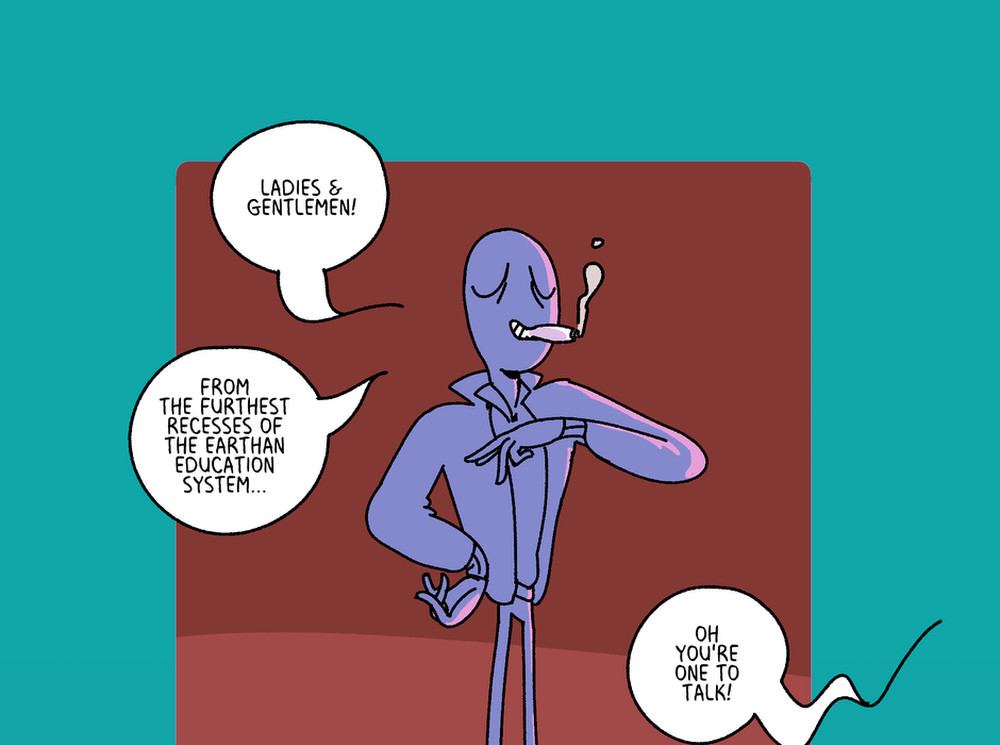 LADIES &
GENTLEMEN!
FROM
THE FURTHEST
RECESSES OF
THE EARTHAN
EDUCATION
SYSTEM...
OH
YOU'RE
ONE TO
TALK!